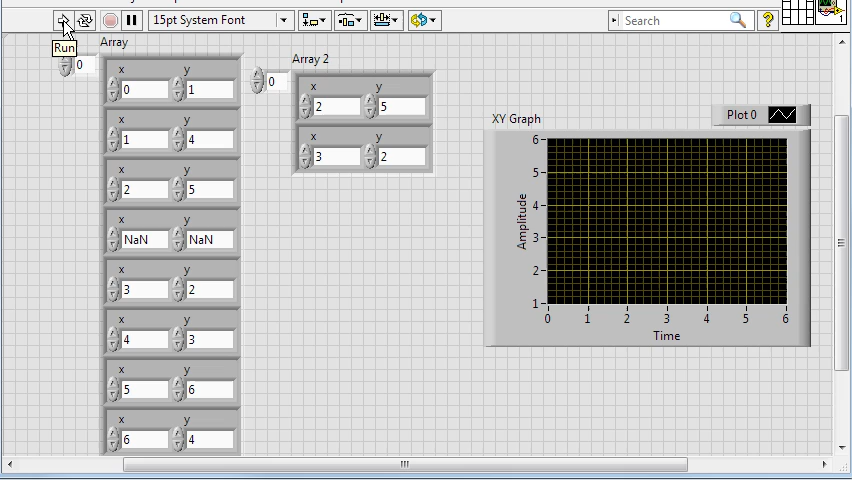 15pt System Font
Search
?
1
Run
Array
0
x y
0 1
x y
1 4
x y
2 5
x y
NaN NaN
x y
3 2
x y
4 3
x y
5 6
x y
6 4
Array 2
0
x y
2 5
x y
3 2
XY Graph
Plot 0
Amplitude
6
5
4
3
2
1
0 1 2 3 4 5 6
Time